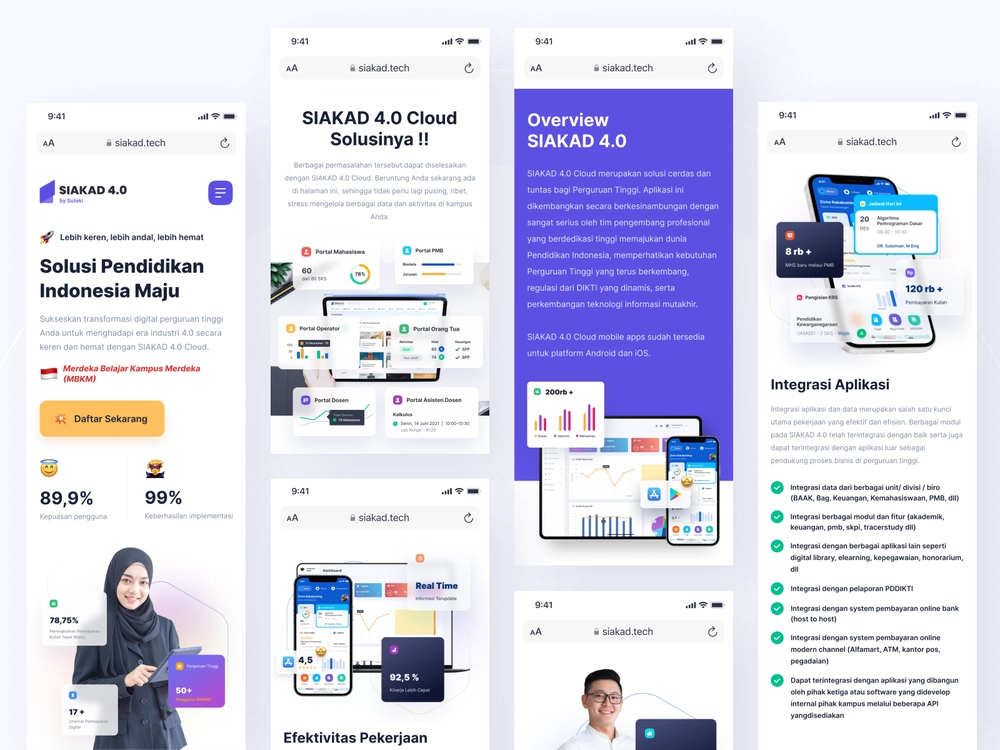 9:41
AA
siakad.tech
SIAKAD 4.0
by Suteki
Lebih keren, lebih andal, lebih hemat
Solusi Pendidikan
Indonesia Maju
Sukseskan transformasi digital perguruan tinggi
Anda untuk menghadapi era industri 4.0 secara
keren dan hemat dengan SIAKAD 4.0 Cloud.
Merdeka Belajar Kampus Merdeka
(MBKM)
Daftar Sekarang
89,9%
Kepuasan pengguna
99%
Keberhasilan implementasi
78,75%
Meningkatkan Pembayaran
Kuliah Tepat Waktu
Perguruan Tinggi
50+
Pengguna SIAKAD
17 +
Channel Pembayaran
Digital
9:41
AA
siakad.tech
SIAKAD 4.0 Cloud
Solusinya !!
Berbagai permasalahan tersebut dapat diselesaikan
dengan SIAKAD 4.0 Cloud. Beruntung Anda sekarang ada
di halaman ini, sehingga tidak perlu lagi pusing, ribet,
stress mengelola berbagai data dan aktivitas di kampus
Anda.
Portal Mahasiswa
60
dari 80 SKS
78%
Portal PMB
Biodata
Jurusan
Portal Operator
Portal Orang Tua
Aktivitas
Nilai
Keuangan
85
SPP
74
BPP
Portal Dosen
Portal Asisten Dosen
Kalkulus
Senin, 14 Juni 2021 | 10:00-10:30
Lab Konjur - B120
9:41
AA
siakad.tech
Dashboard
Real Time
Informasi Terupdate
4,5
92,5 %
Kinerja Lebih Cepat
Efektivitas Pekerjaan
9:41
AA
siakad.tech
Overview
SIAKAD 4.0
SIAKAD 4.0 Cloud merupakan solusi cerdas dan
tuntas bagi Perguruan Tinggi. Aplikasi ini
dikembangkan secara berkesinambungan dengan
sangat serius oleh tim pengembang profesional
yang berdedikasi tinggi memajukan dunia
Pendidikan Indonesia, memperhatikan kebutuhan
Perguruan Tinggi yang terus berkembang,
regulasi dari DIKTI yang dinamis, serta
perkembangan teknologi informasi mutakhir.
SIAKAD 4.0 Cloud mobile apps sudah tersedia
untuk platform Android dan iOS.
200rb +
9:41
AA
siakad.tech
9:41
AA
siakad.tech
Jadwal Hari Ini
20
DES
Algoritma
Pemrograman Dasar
08:30 - 10:30
DR. Sulaiman, M.Eng
8 rb +
MHS baru melaui PMB
Rp
120 rb +
Pembayaran Kuliah
Pengisian KRS
Pendidikan
Kewarganegaraan
Integrasi Aplikasi
Integrasi aplikasi dan data merupakan salah satu kunci
utama pekerjaan yang efektif dan efisien. Berbagai modul
pada SIAKAD 4.0 telah terintegrasi dengan baik serta juga
dapat terintegrasi dengan aplikasi luar sebagai
pendukung proses bisnis di perguruan tinggi.
Integrasi data dari berbagai unit/ divisi / biro
(BAAK, Bag. Keuangan, Kemahasiswaan, PMB, dll)
Integrasi berbagai modul dan fitur (akademik,
keuangan, pmb, skpi, tracerstudy dll)
Integrasi dengan berbagai aplikasi lain seperti
digital library, elearning, kepegawaian, honorarium,
dll
Integrasi dengan pelaporan PDDIKTI
Integrasi dengan system pembayaran online bank
(host to host)
Integrasi dengan system pembayaran online
modern channel (Alfamart, ATM, kantor pos,
pegadaian)
Dapat terintegrasi dengan aplikasi yang dibangun
oleh pihak ketiga atau software yang didevelop
internal pihak kampus melalui beberapa API
yangdisediakan